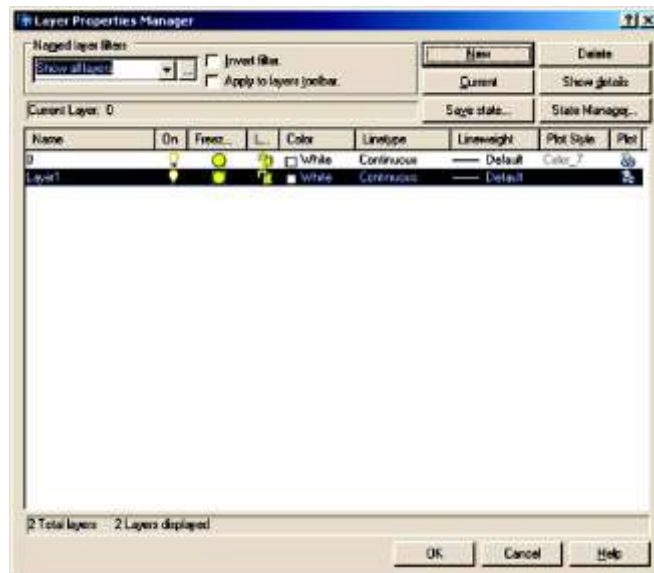 Layer Properties Manager
Named layer filters
Show all layers
...
Invert filter
Apply to layers toolbar.
New
Delete
Current
Show details
Current Layer: 0
Save state...
State Manager...
Name On Freez... L... Color Linetype Lineweight Plot Style Plot
0 White Continuous Default Color_7
Layer1 White Continuous Default
2 Total layers 2 Layers displayed
OK Cancel Help